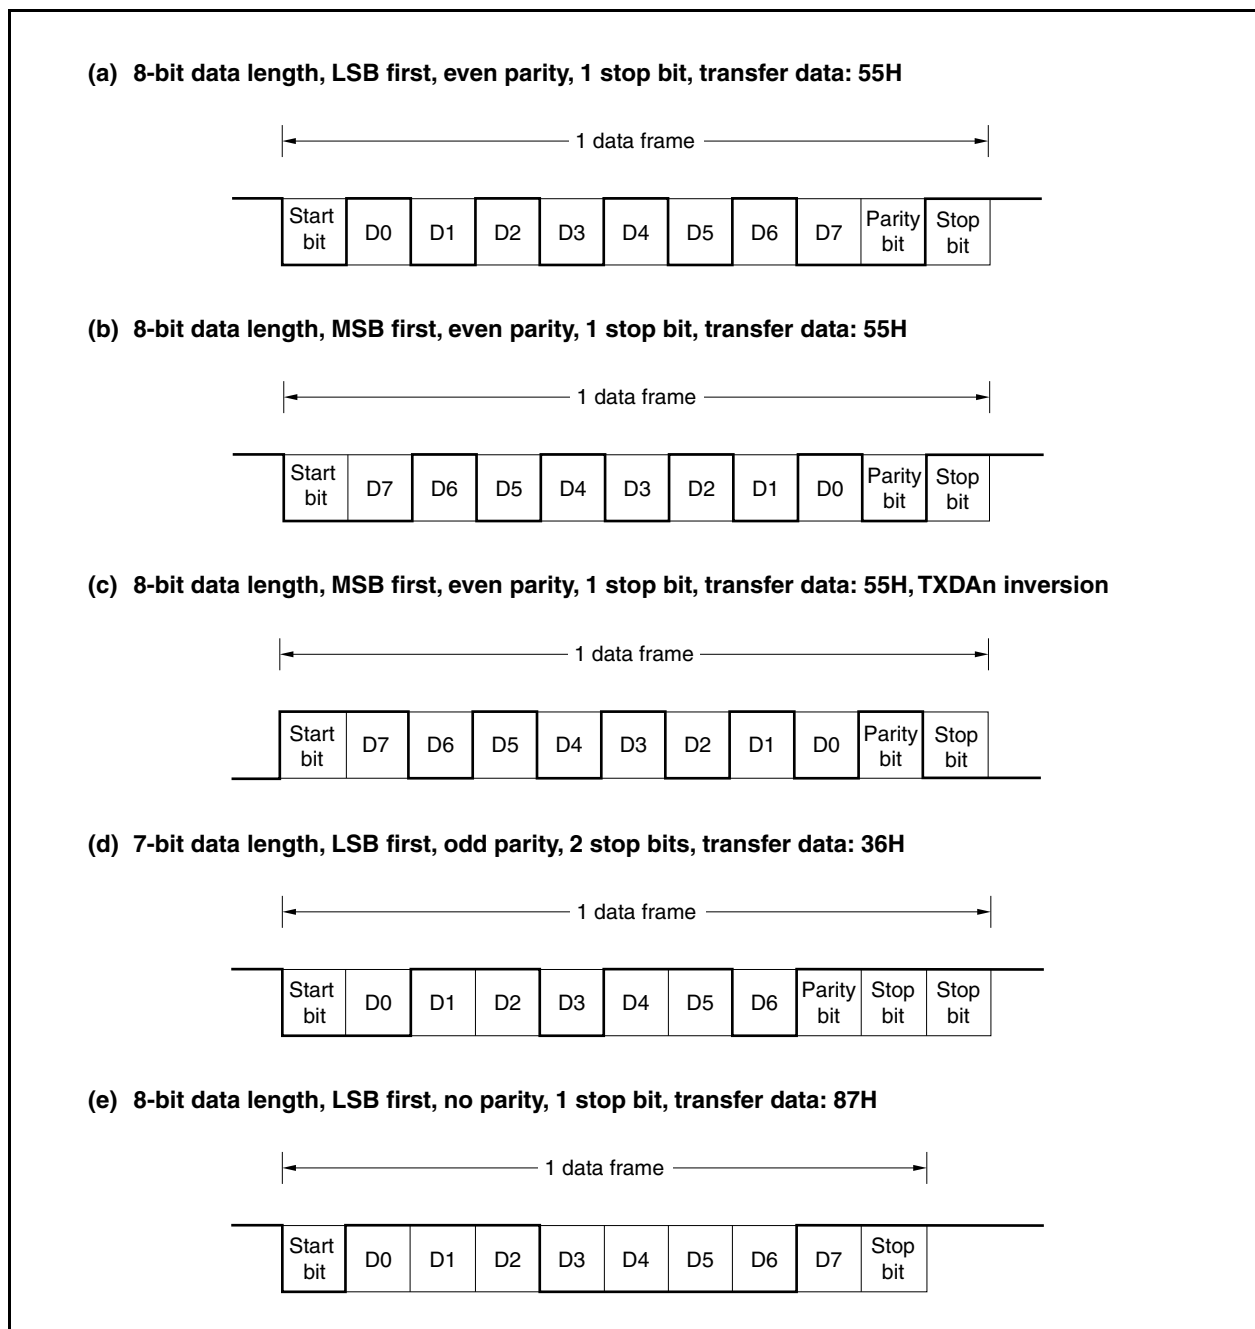 (a) 8-bit data length, LSB first, even parity, 1 stop bit, transfer data: 55H
1 data frame
Start bit D0 D1 D2 D3 D4 D5 D6 D7 Parity bit Stop bit
(b) 8-bit data length, MSB first, even parity, 1 stop bit, transfer data: 55H
1 data frame
Start bit D7 D6 D5 D4 D3 D2 D1 D0 Parity bit Stop bit
(c) 8-bit data length, MSB first, even parity, 1 stop bit, transfer data: 55H, TXDAn inversion
1 data frame
Start bit D7 D6 D5 D4 D3 D2 D1 D0 Parity bit Stop bit
(d) 7-bit data length, LSB first, odd parity, 2 stop bits, transfer data: 36H
1 data frame
Start bit D0 D1 D2 D3 D4 D5 D6 Parity bit Stop bit Stop bit
(e) 8-bit data length, LSB first, no parity, 1 stop bit, transfer data: 87H
1 data frame
Start bit D0 D1 D2 D3 D4 D5 D6 D7 Stop bit